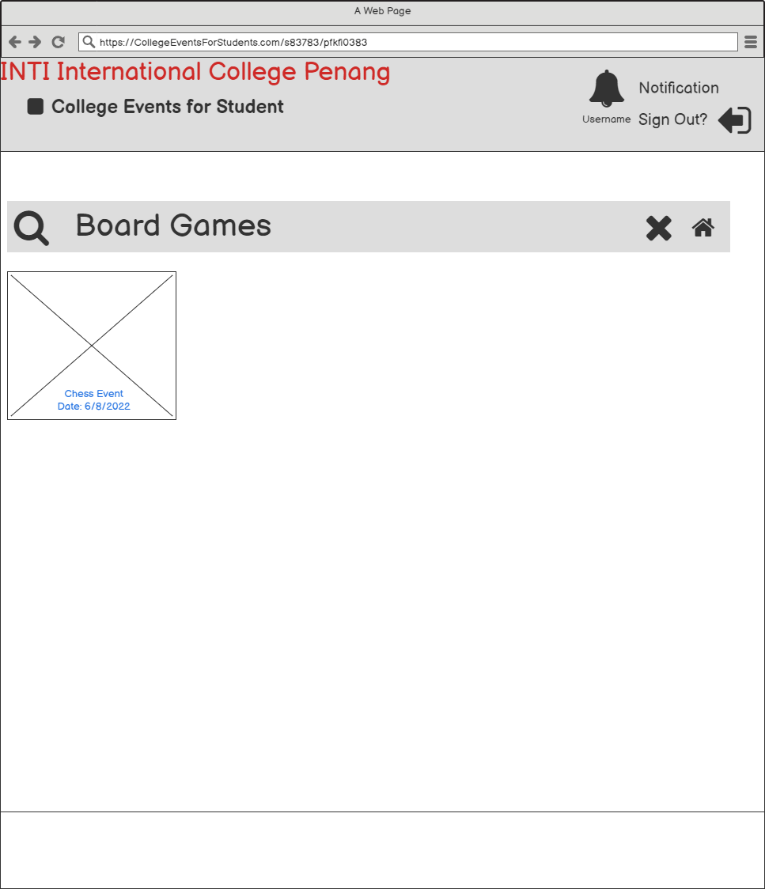 A Web Page
https://CollegeEventsForStudents.com/s83783/pfkfl0383
INTI International College Penang
College Events for Student
Notification
Username
Sign Out?
Board Games
Chess Event
Date: 6/8/2022